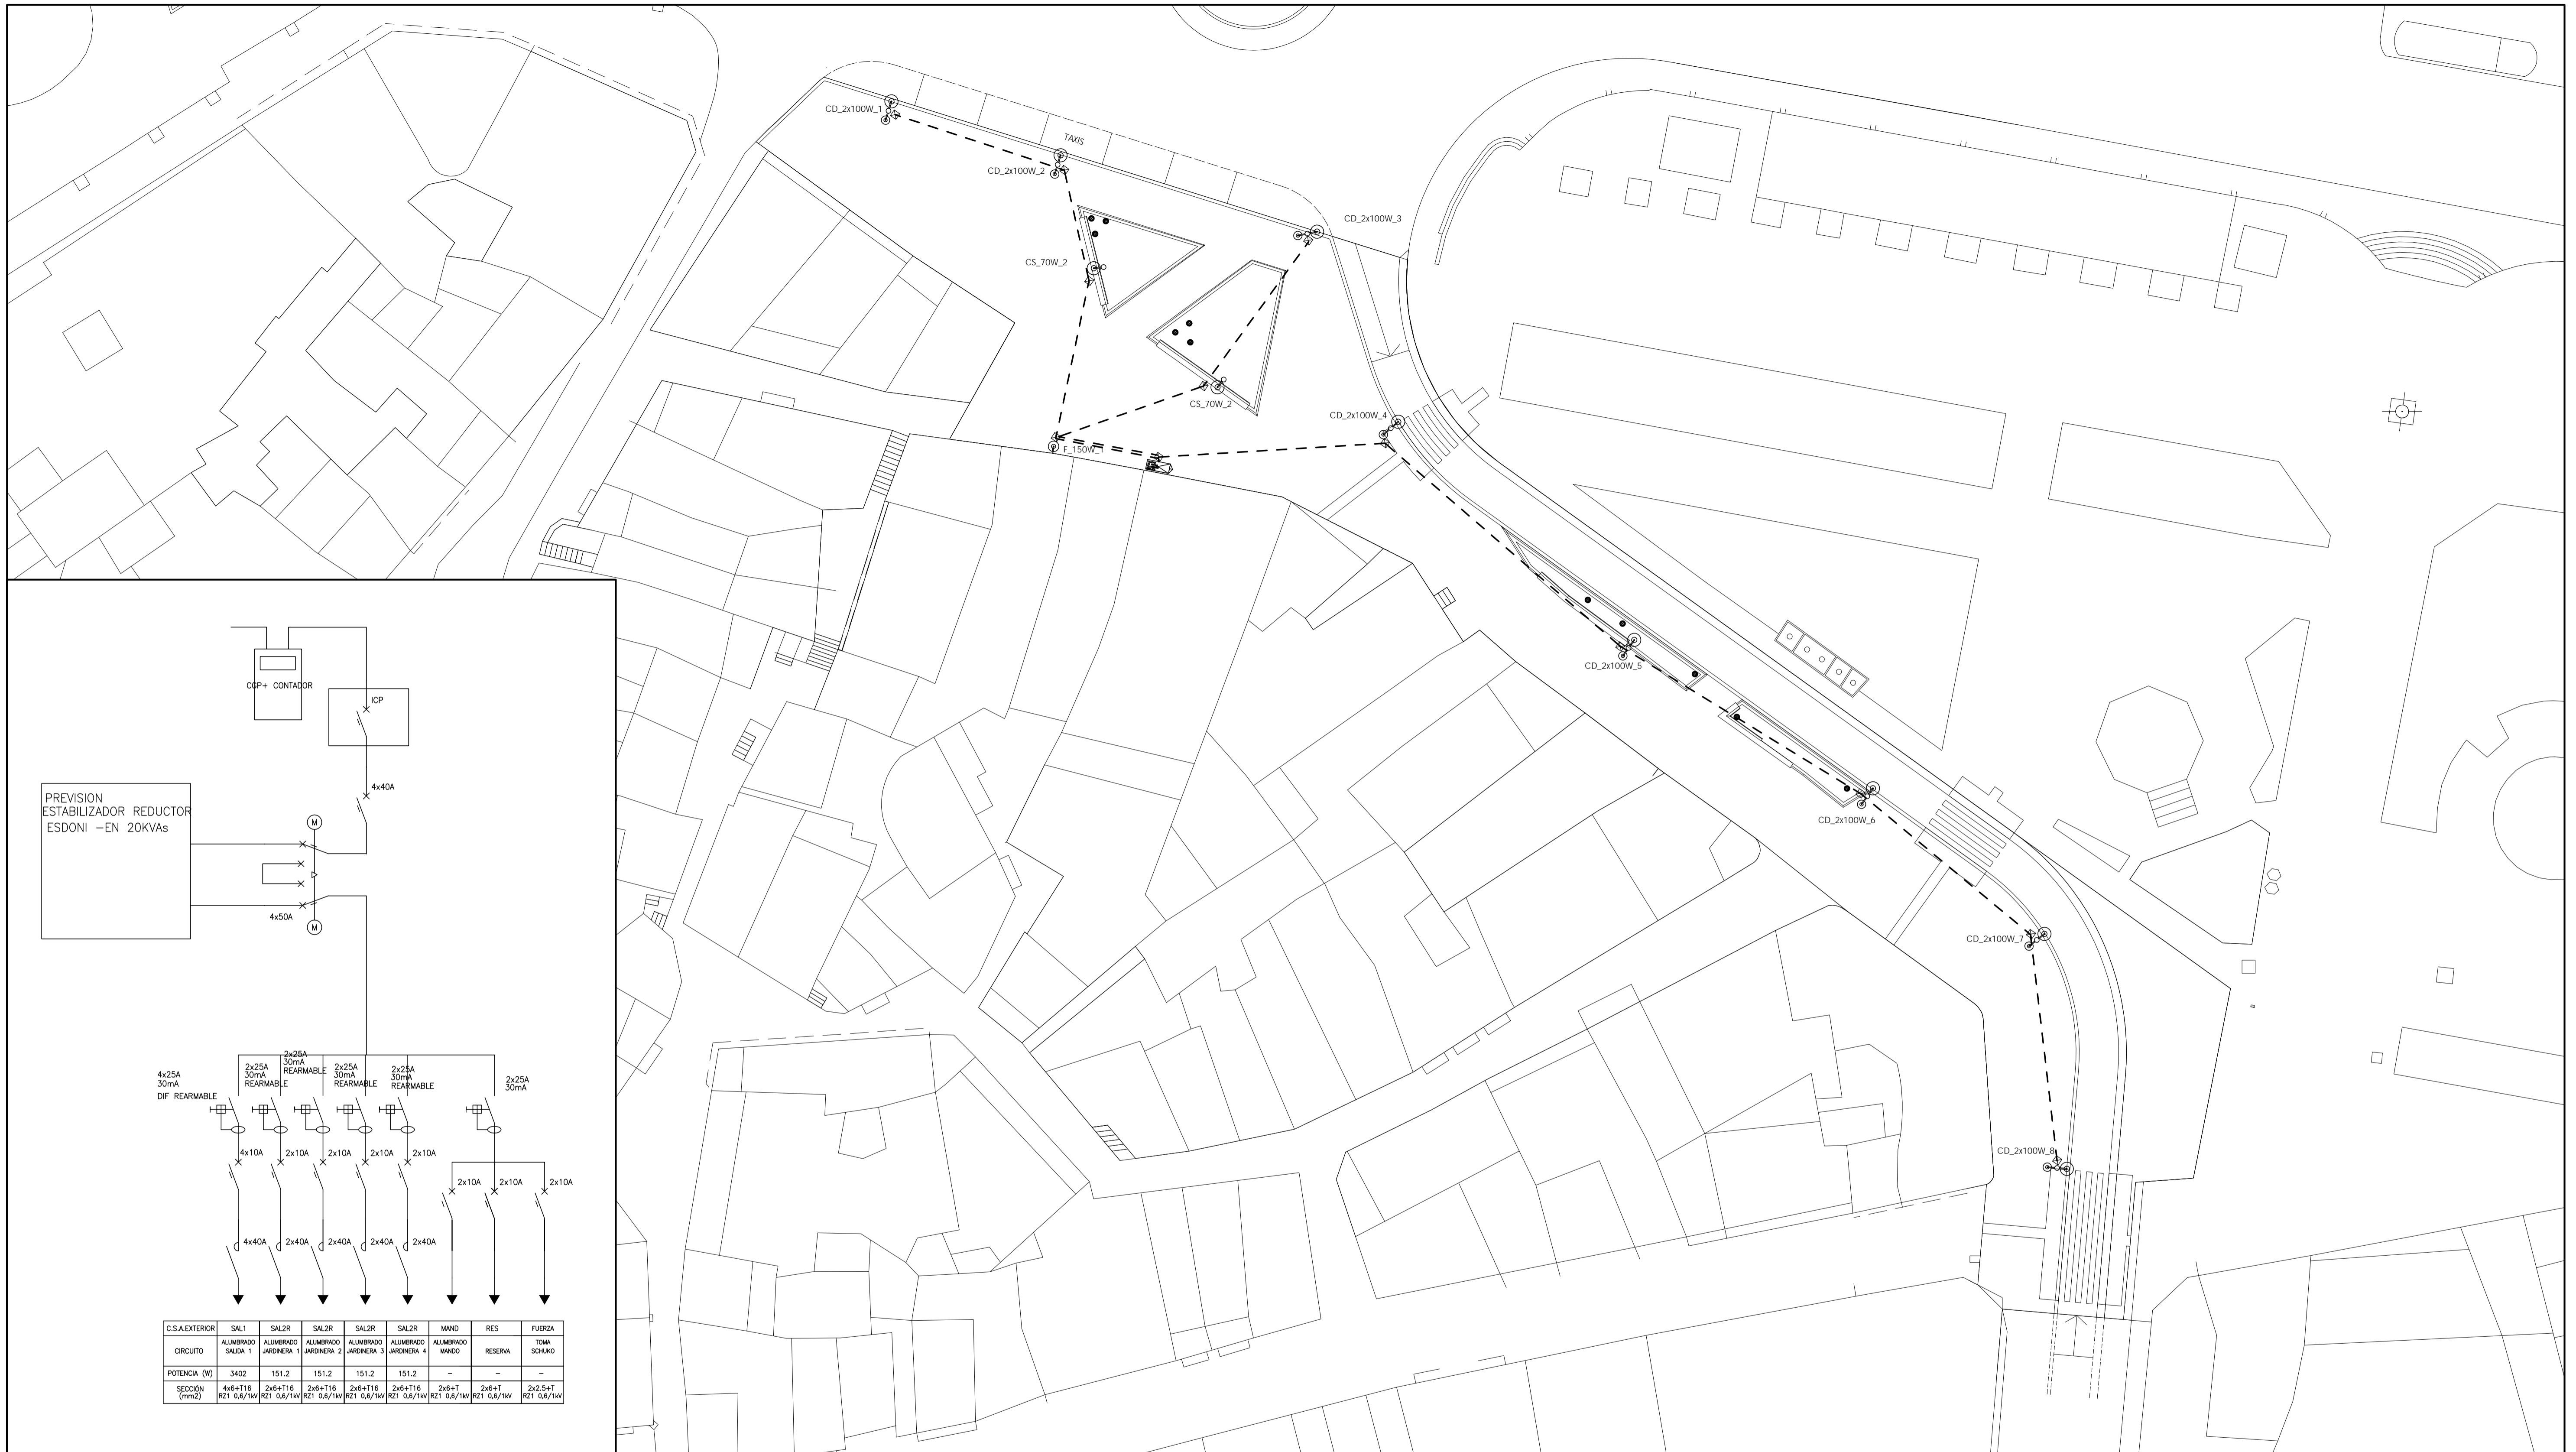 CD_2x100W_1
TAXIS
CD_2x100W_2
CD_2x100W_3
CS_70W_2
CS_70W_2
CD_2x100W_4
F_150W_1
CD_2x100W_5
CD_2x100W_6
CD_2x100W_7
CD_2x100W_8
CGP+ CONTADOR
ICP
4x40A
PREVISION
ESTABILIZADOR REDUCTOR
ESDONI -EN 20KVAs
M
4x50A
M
4x25A
30mA
DIF REARMABLE
2x25A
30mA
REARMABLE
2x25A
30mA
REARMABLE
2x25A
30mA
REARMABLE
2x25A
30mA
REARMABLE
2x25A
30mA
4x10A 2x10A 2x10A 2x10A 2x10A
2x10A 2x10A 2x10A
4x40A 2x40A 2x40A 2x40A 2x40A
C.S.A.EXTERIOR SAL1 SAL2R SAL2R SAL2R SAL2R MAND RES FUERZA
CIRCUITO
ALUMBRADO
SALIDA 1
ALUMBRADO
JARDINERA 1
ALUMBRADO
JARDINERA 2
ALUMBRADO
JARDINERA 3
ALUMBRADO
JARDINERA 4
ALUMBRADO
MANDO
RESERVA
TOMA
SCHUKO
POTENCIA (W) 3402 151.2 151.2 151.2 151.2 - - -
SECCIÓN
(mm2)
4x6+T16
RZ1 0,6/1kV
2x6+T16
RZ1 0,6/1kV
2x6+T16
RZ1 0,6/1kV
2x6+T16
RZ1 0,6/1kV
2x6+T16
RZ1 0,6/1kV
2x6+T
RZ1 0,6/1kV
2x6+T
RZ1 0,6/1kV
2x2.5+T
RZ1 0,6/1kV